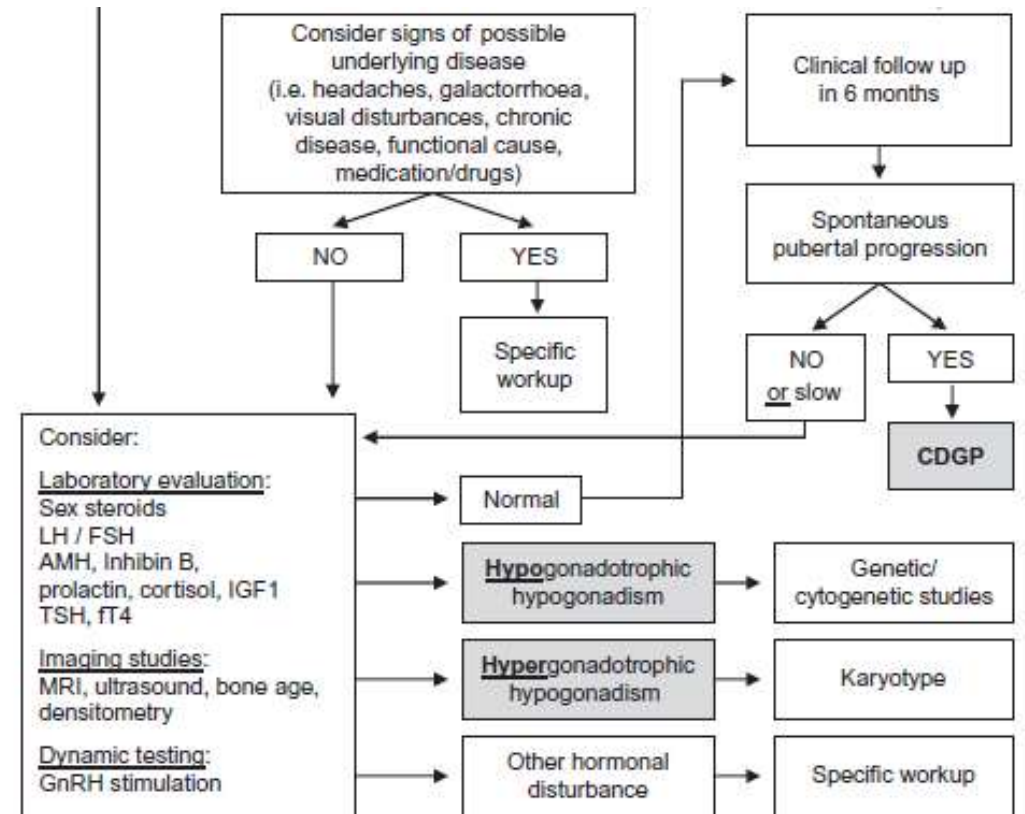 Consider signs of possible
underlying disease
(i.e. headaches, galactorrhoea,
visual disturbances, chronic
disease, functional cause,
medication/drugs)
NO
YES
Specific
workup
Clinical follow up
in 6 months
Spontaneous
pubertal progression
NO
or slow
YES
CDGP
Consider:
Laboratory evaluation:
Sex steroids
LH / FSH
AMH, Inhibin B,
prolactin, cortisol, IGF1
TSH, fT4
Imaging studies:
MRI, ultrasound, bone age,
densitometry
Dynamic testing:
GnRH stimulation
Normal
Hypogonadotrophic
hypogonadism
Genetic/
cytogenetic studies
Hypergonadotrophic
hypogonadism
Karyotype
Other hormonal
disturbance
Specific workup